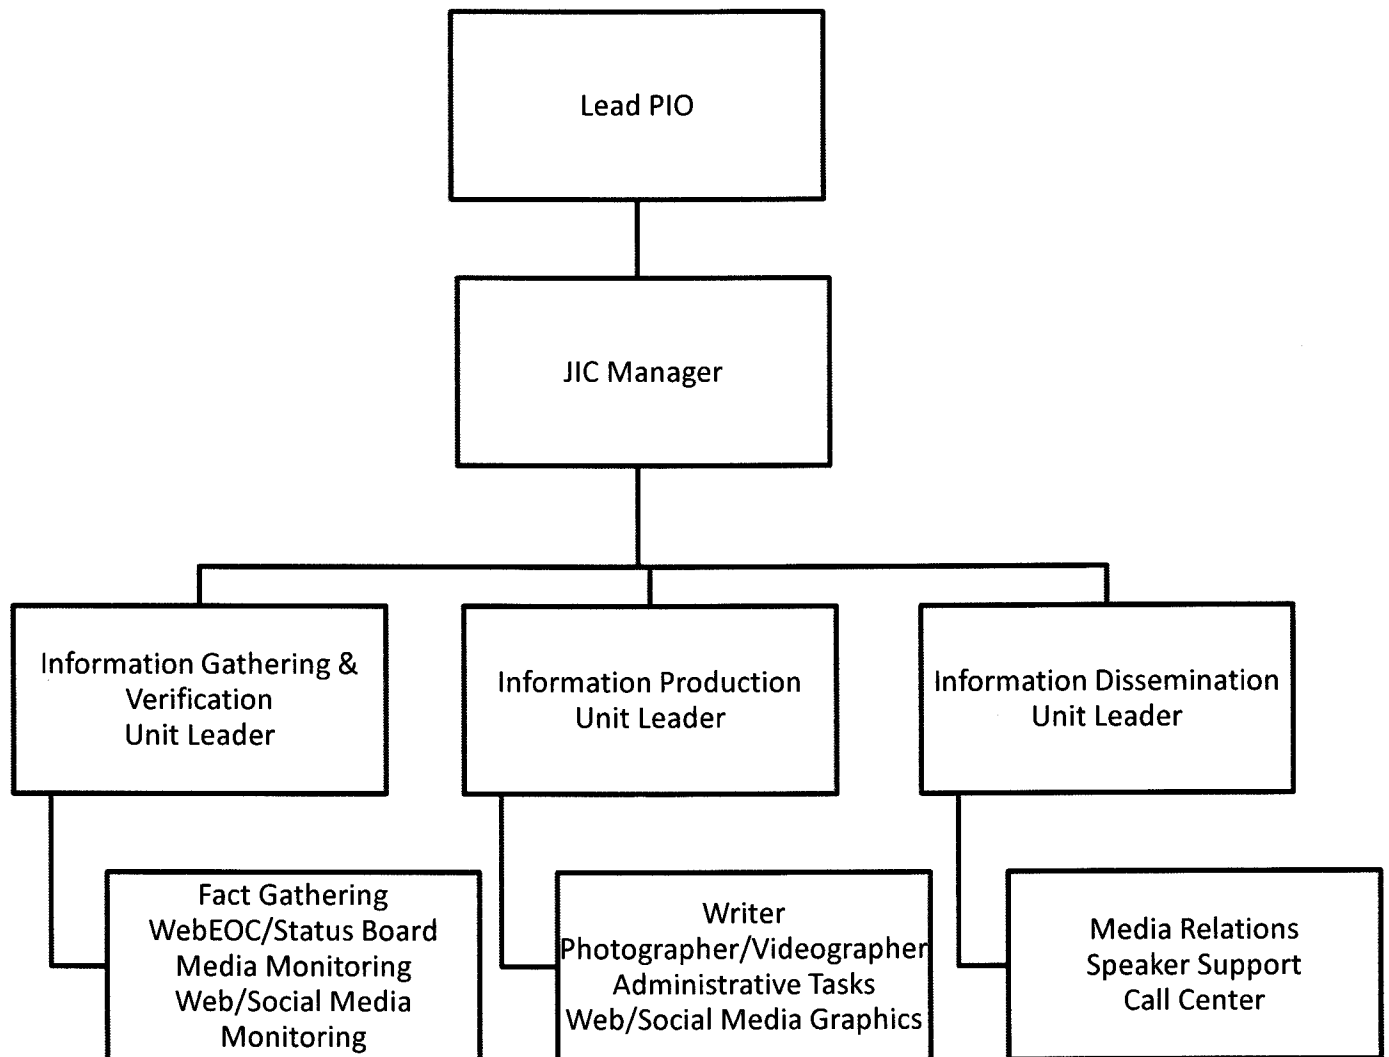 Lead PIO
JIC Manager
Information Gathering &
Verification
Unit Leader
Information Production
Unit Leader
Information Dissemination
Unit Leader
Fact Gathering
WebEOC/Status Board
Media Monitoring
Web/Social Media
Monitoring
Writer
Photographer/Videographer
Administrative Tasks
Web/Social Media Graphics
Media Relations
Speaker Support
Call Center